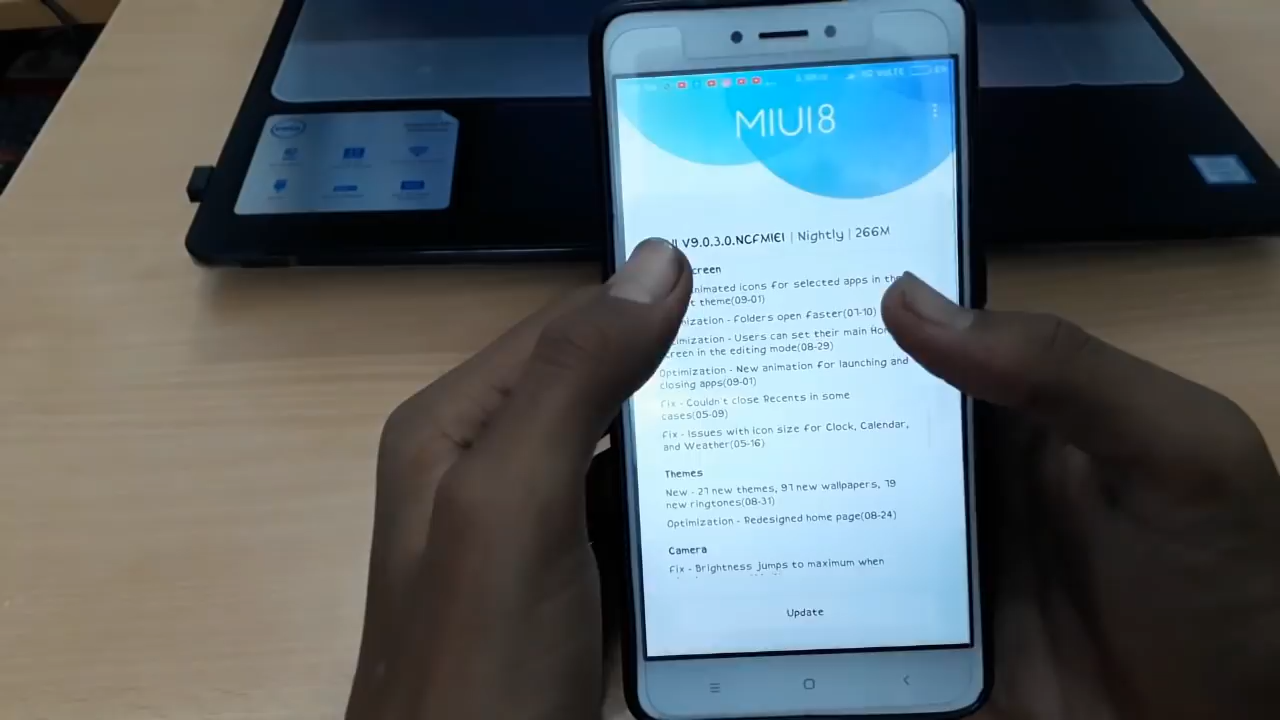 MIUI8
V9.0.3.0.NCFMIEI | Nightly | 266M
creen
nimated icons for selected apps in the
t theme(09-01)
mization - Folders open faster(07-10)
timization - Users can set their main Hom
creen in the editing mode(08-29)
Optimization - New animation for launching and
closing apps(09-01)
Fix - Couldn't close Recents in some
cases(05-09)
Fix - Issues with icon size for Clock, Calendar,
and Weather(05-16)
Themes
New - 21 new themes, 91 new wallpapers, 19
new ringtones(08-31)
Optimization - Redesigned home page(08-24)
Camera
Fix - Brightness jumps to maximum when
Update